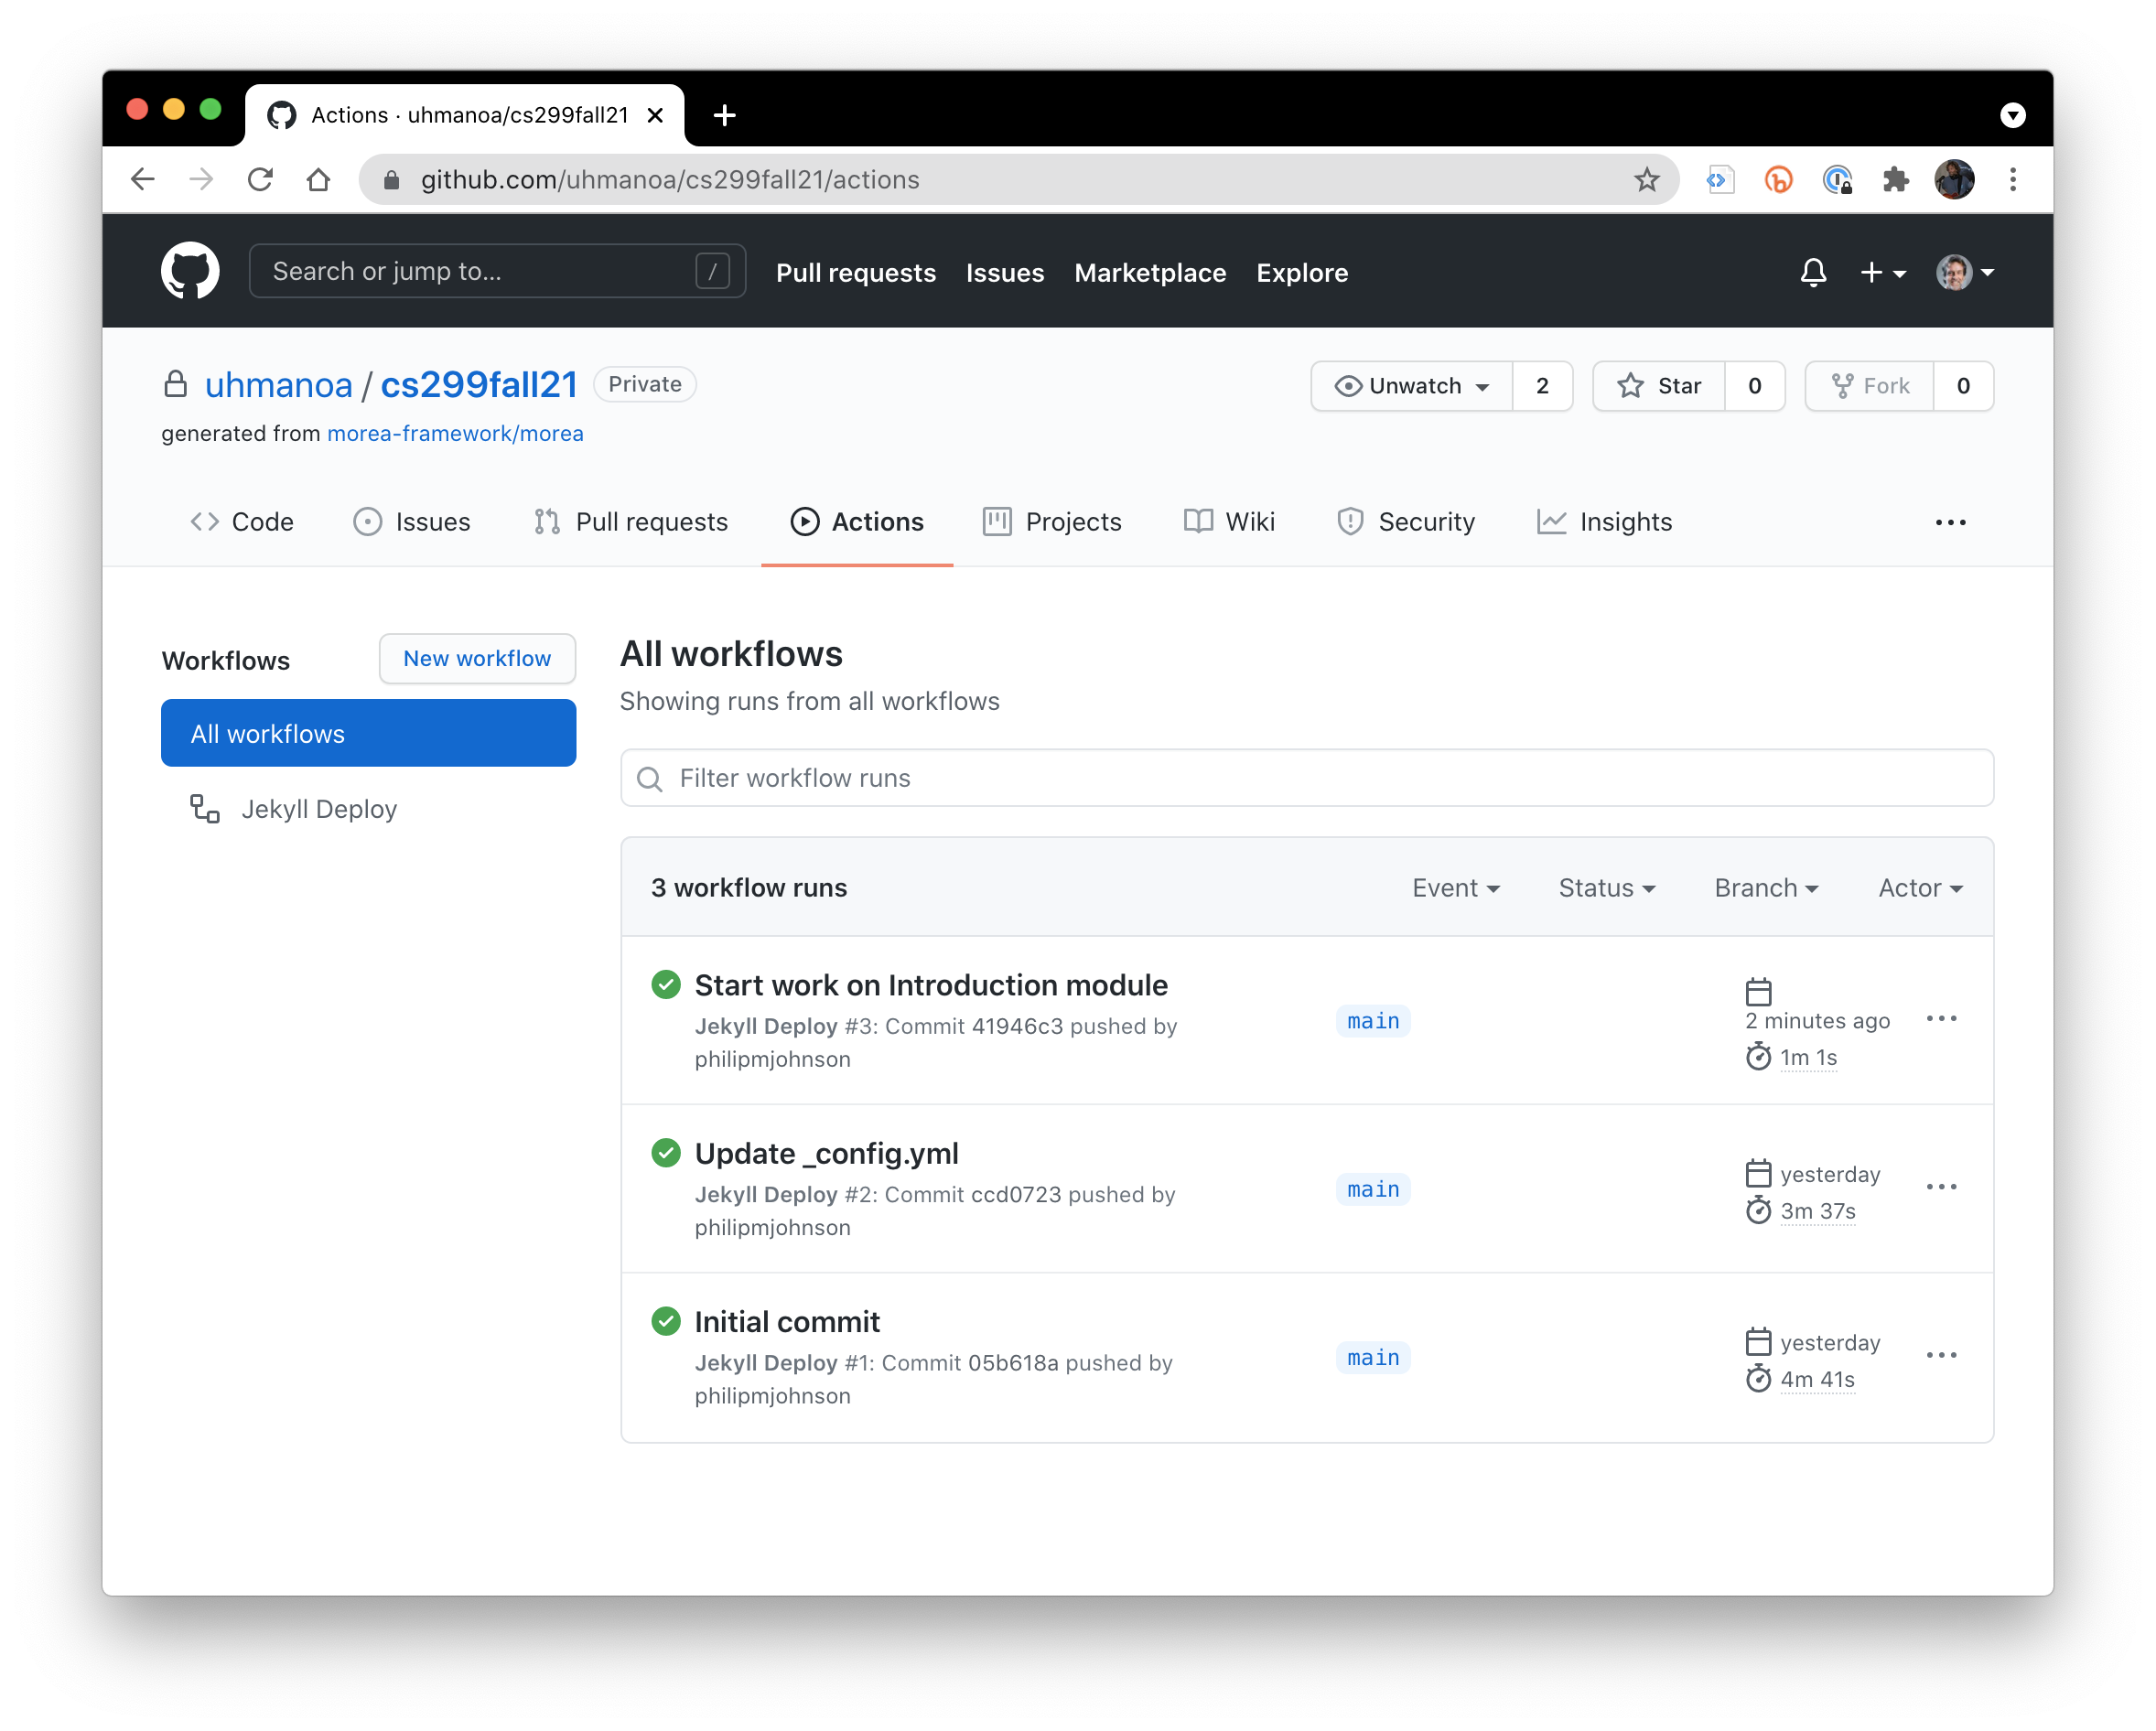 Actions · uhmanoa/cs299fall21
github.com/uhmanoa/cs299fall21/actions
Search or jump to... /
Pull requests Issues Marketplace Explore
uhmanoa / cs299fall21 Private
Unwatch 2 Star 0 Fork 0
generated from morea-framework/morea
Code Issues Pull requests Actions Projects Wiki Security Insights
Workflows
New workflow
All workflows
Jekyll Deploy
All workflows
Showing runs from all workflows
Filter workflow runs
3 workflow runs Event Status Branch Actor
Start work on Introduction module
Jekyll Deploy #3: Commit 41946c3 pushed by
philipmjohnson
main
2 minutes ago
1m 1s
Update _config.yml
Jekyll Deploy #2: Commit ccd0723 pushed by
philipmjohnson
main
yesterday
3m 37s
Initial commit
Jekyll Deploy #1: Commit 05b618a pushed by
philipmjohnson
main
yesterday
4m 41s